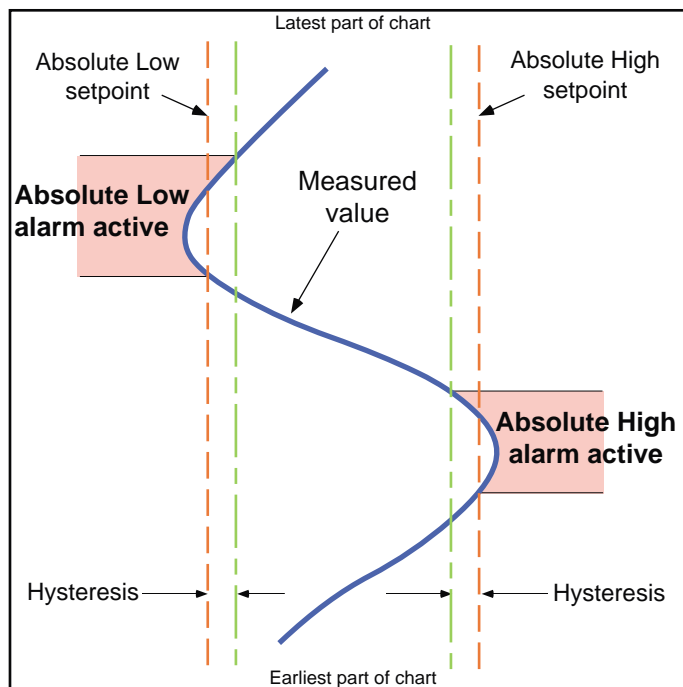 Latest part of chart
Absolute Low
setpoint
Absolute High
setpoint
Absolute Low
alarm active
Measured
value
Absolute High
alarm active
Hysteresis
Hysteresis
Earliest part of chart